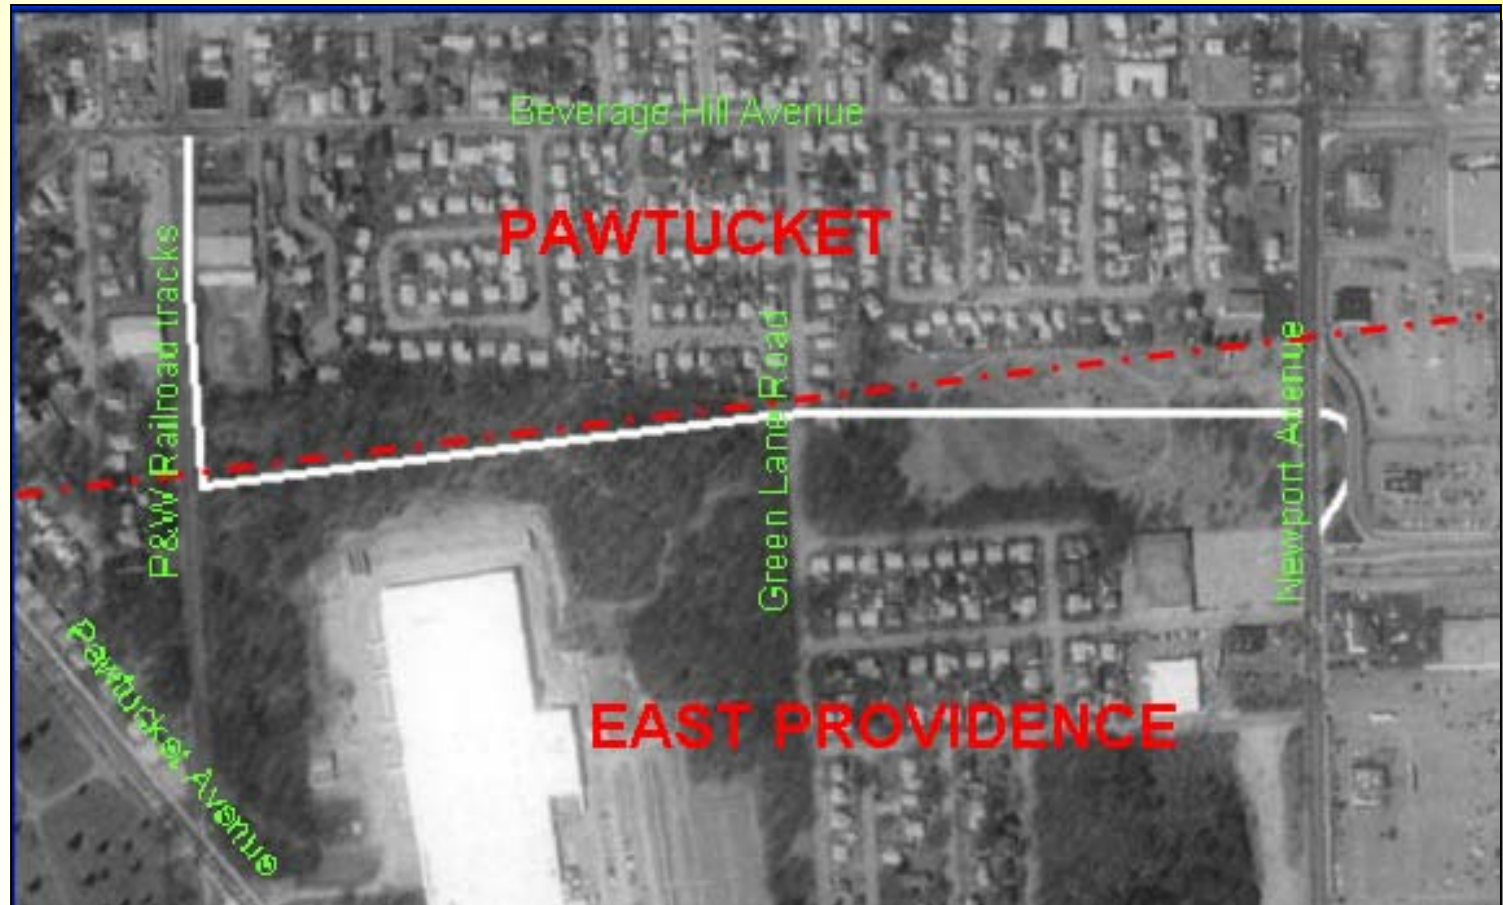 Beverage Hill Avenue
PAWTUCKET
P&W Railroad tracks
Green Lane Road
Newport Avenue
Pawtucket Avenue
EAST PROVIDENCE